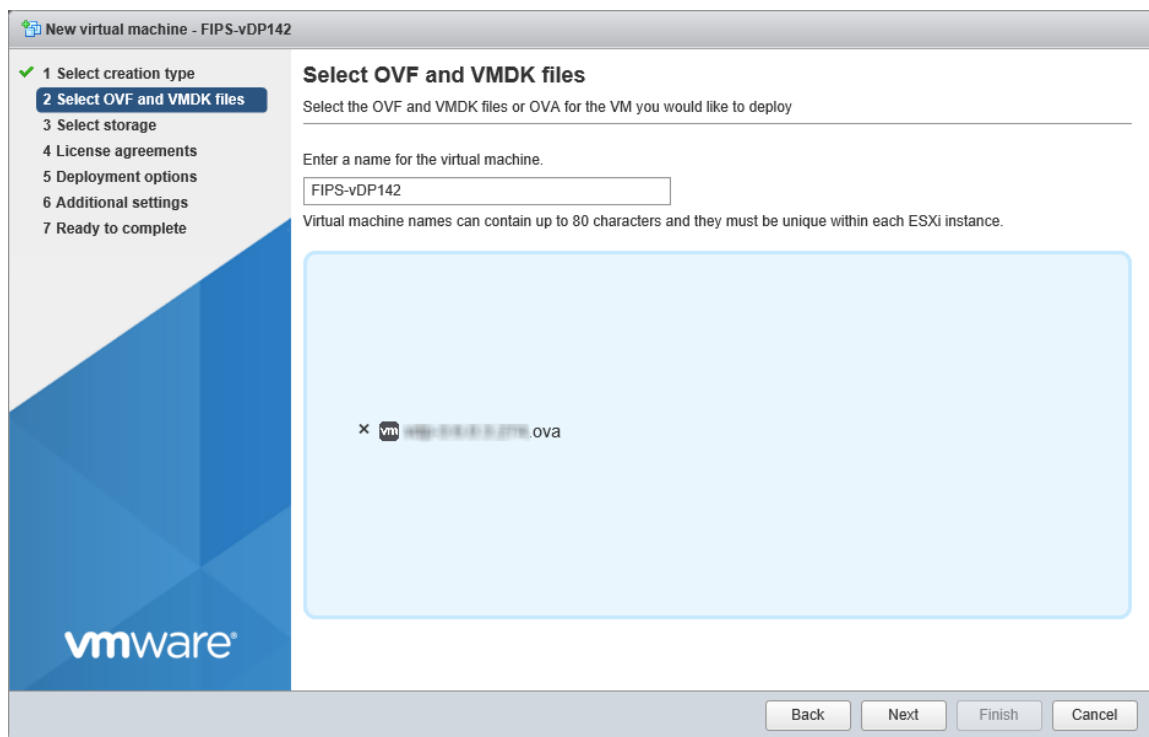 New virtual machine - FIPS-vDP142
1 Select creation type
2 Select OVF and VMDK files
3 Select storage
4 License agreements
5 Deployment options
6 Additional settings
7 Ready to complete
Select OVF and VMDK files
Select the OVF and VMDK files or OVA for the VM you would like to deploy
Enter a name for the virtual machine.
FIPS-vDP142
Virtual machine names can contain up to 80 characters and they must be unique within each ESXi instance.
vm .ova
vmware®
Back Next Finish Cancel